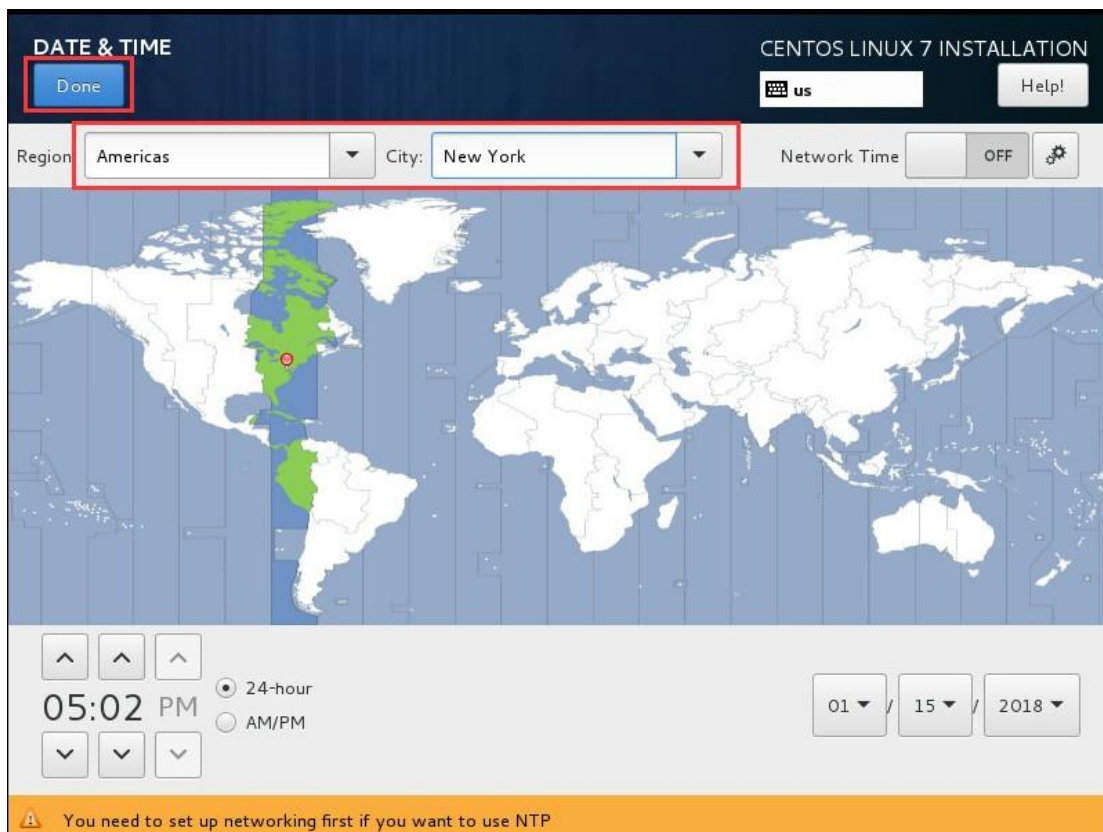 DATE & TIME
CENTOS LINUX 7 INSTALLATION
Done
us
Help!
Region
Americas
City:
New York
Network Time
OFF
05:02 PM
24-hour
AM/PM
01 / 15 / 2018
You need to set up networking first if you want to use NTP